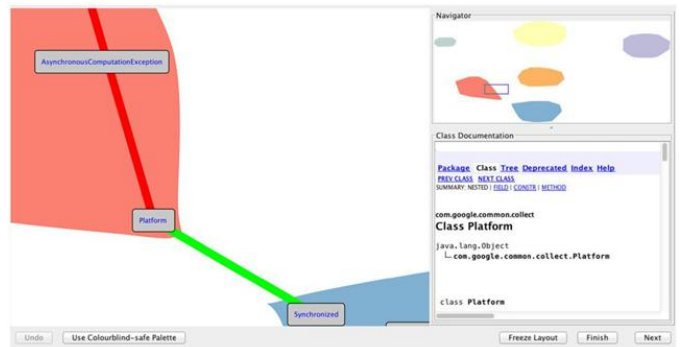 AsynchronousComputationException
Platform
Synchronized
Navigator
Class Documentation
Package Class Tree Deprecated Index Help
PREV CLASS NEXT CLASS
SUMMARY: NESTED | FIELD | CONSTR | METHOD
com.google.common.collect
Class Platform
java.lang.Object
com.google.common.collect.Platform
class Platform
Undo Use Colourblind-safe Palette Freeze Layout Finish Next